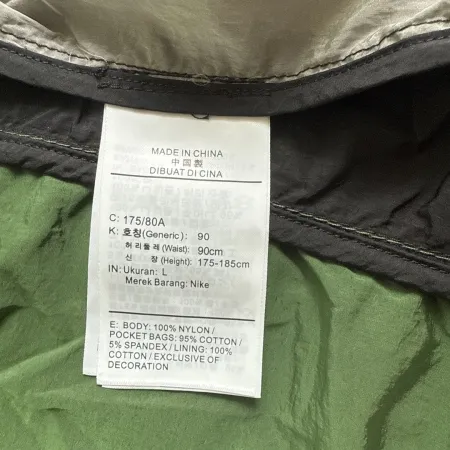 MADE IN CHINA
中国製
DIBUAT DI CINA
C: 175/80A
K: 호칭 (Generic): 90
허리둘레 (Waist): 90cm
신 장 (Height): 175-185cm
IN: Ukuran: L
Merek Barang: Nike
E: BODY: 100% NYLON /
POCKET BAGS: 95% COTTON /
5% SPANDEX / LINING: 100%
COTTON / EXCLUSIVE OF
DECORATION